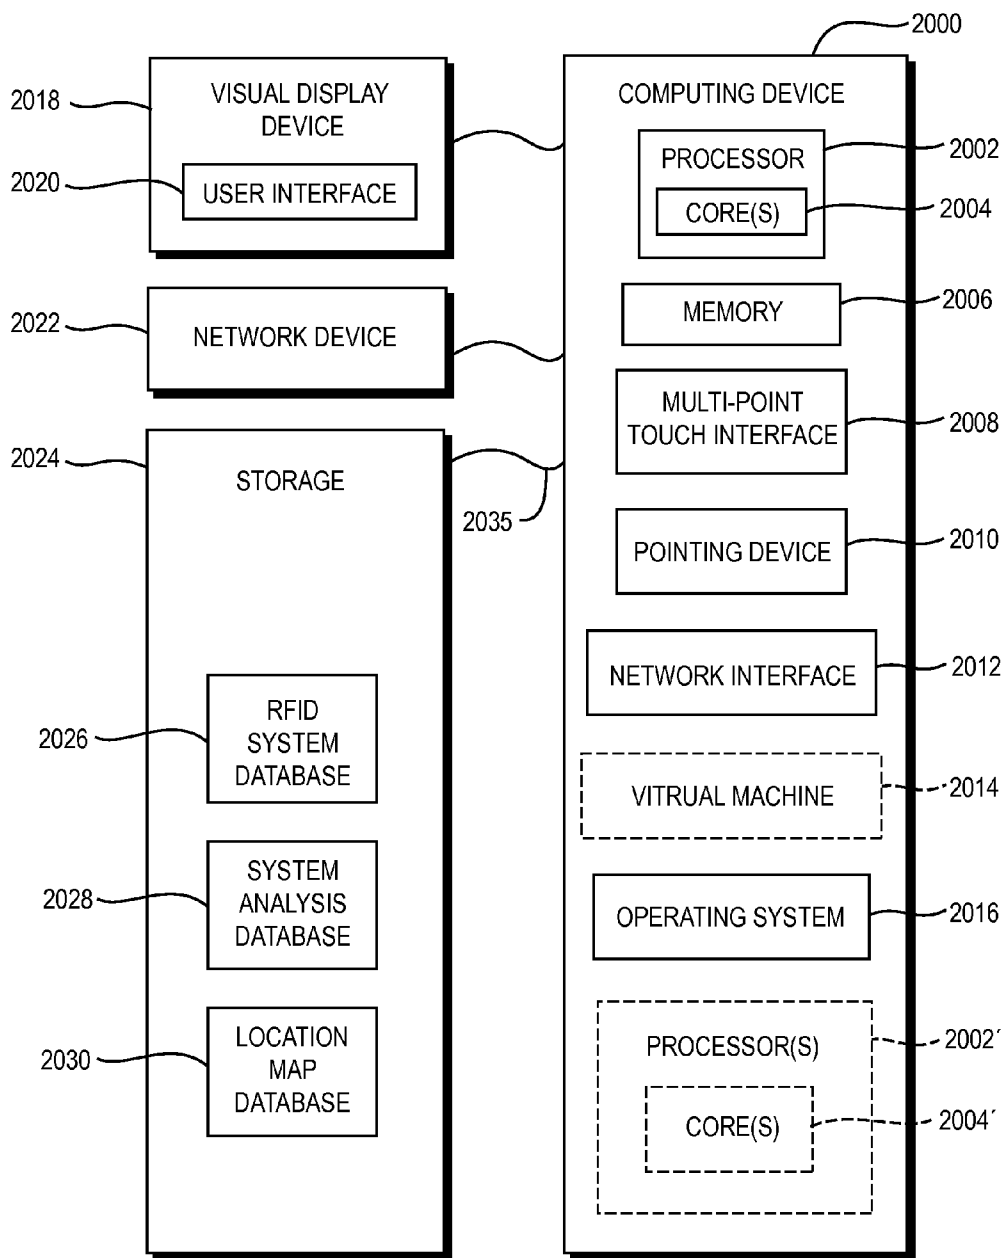 2000
2018
VISUAL DISPLAY
DEVICE
2020
USER INTERFACE
2022
NETWORK DEVICE
2024
STORAGE
2035
2026
RFID
SYSTEM
DATABASE
2028
SYSTEM
ANALYSIS
DATABASE
2030
LOCATION
MAP
DATABASE
COMPUTING DEVICE
PROCESSOR
2002
CORE(S)
2004
MEMORY
2006
MULTI-POINT
TOUCH INTERFACE
2008
POINTING DEVICE
2010
NETWORK INTERFACE
2012
VITRUAL MACHINE
2014
OPERATING SYSTEM
2016
PROCESSOR(S)
2002´
CORE(S)
2004´